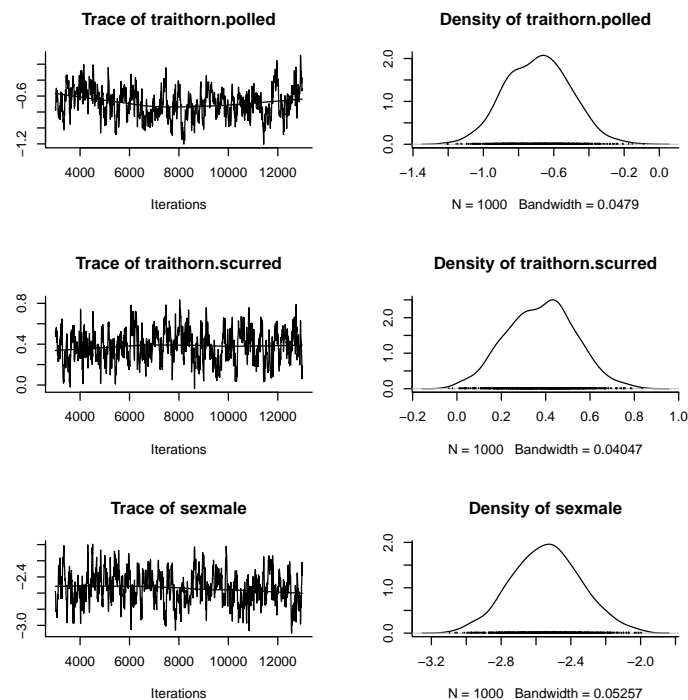 Trace of traithorn.polled
−0.6
−1.2
4000 6000 8000 10000 12000
Iterations
Density of traithorn.polled
2.0
1.0
0.0
−1.4 −1.0 −0.6 −0.2 0.0
N = 1000 Bandwidth = 0.0479
Trace of traithorn.scurred
0.8
0.4
0.0
4000 6000 8000 10000 12000
Iterations
Density of traithorn.scurred
2.0
1.0
0.0
−0.2 0.0 0.2 0.4 0.6 0.8 1.0
N = 1000 Bandwidth = 0.04047
Trace of sexmale
−2.4
−3.0
4000 6000 8000 10000 12000
Iterations
Density of sexmale
2.0
1.0
0.0
−3.2 −2.8 −2.4 −2.0
N = 1000 Bandwidth = 0.05257